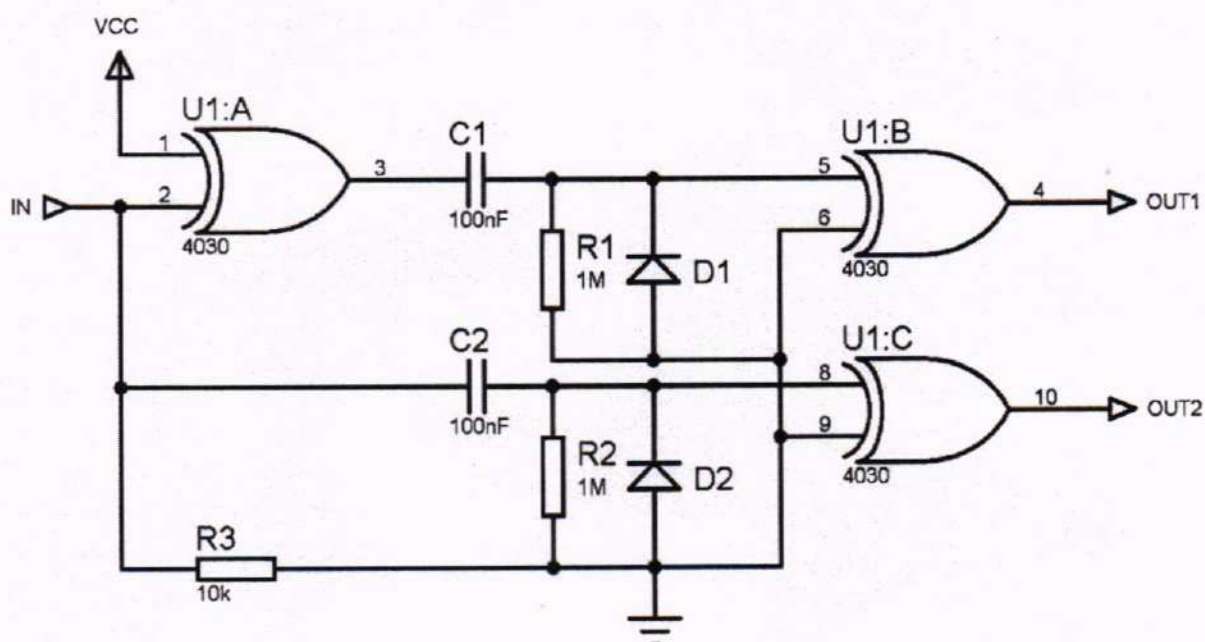 VCC
U1:A
1
2
3
4030
IN
C1
100nF
R1
1M
D1
U1:B
5
6
4
4030
OUT1
C2
100nF
R2
1M
D2
U1:C
8
9
10
4030
OUT2
R3
10k